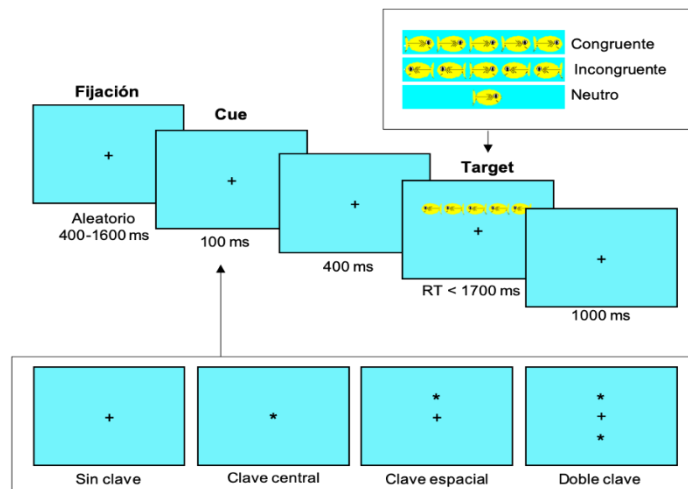 Congruente
Incongruente
Neutro
Fijación
Cue
Target
+
+
+
+
+
Aleatorio
400-1600 ms
100 ms
400 ms
RT < 1700 ms
1000 ms
+
*
*
+
*
+
*
Sin clave
Clave central
Clave espacial
Doble clave